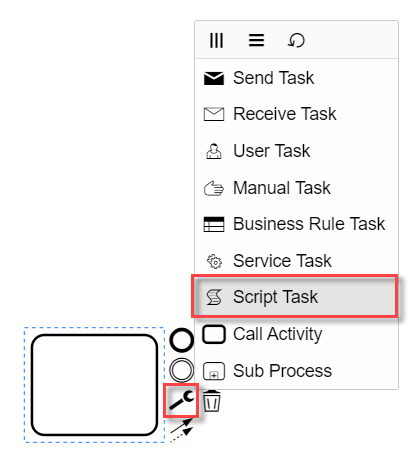 Send Task
Receive Task
User Task
Manual Task
Business Rule Task
Service Task
Script Task
Call Activity
Sub Process